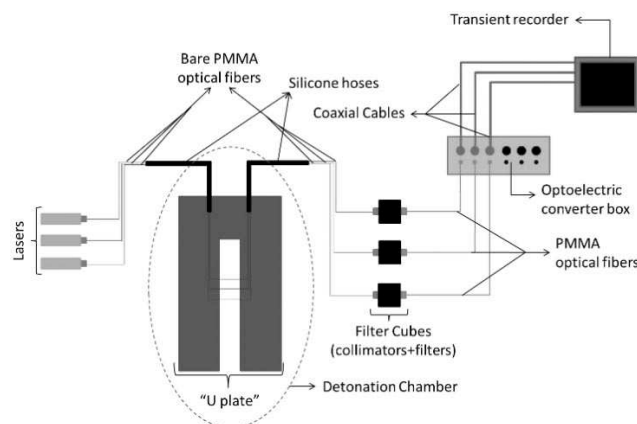 Transient recorder
Bare PMMA
optical fibers
Silicone hoses
Coaxial Cables
Optoelectric
converter box
Lasers
PMMA
optical fibers
Filter Cubes
(collimators+filters)
"U plate"
Detonation Chamber